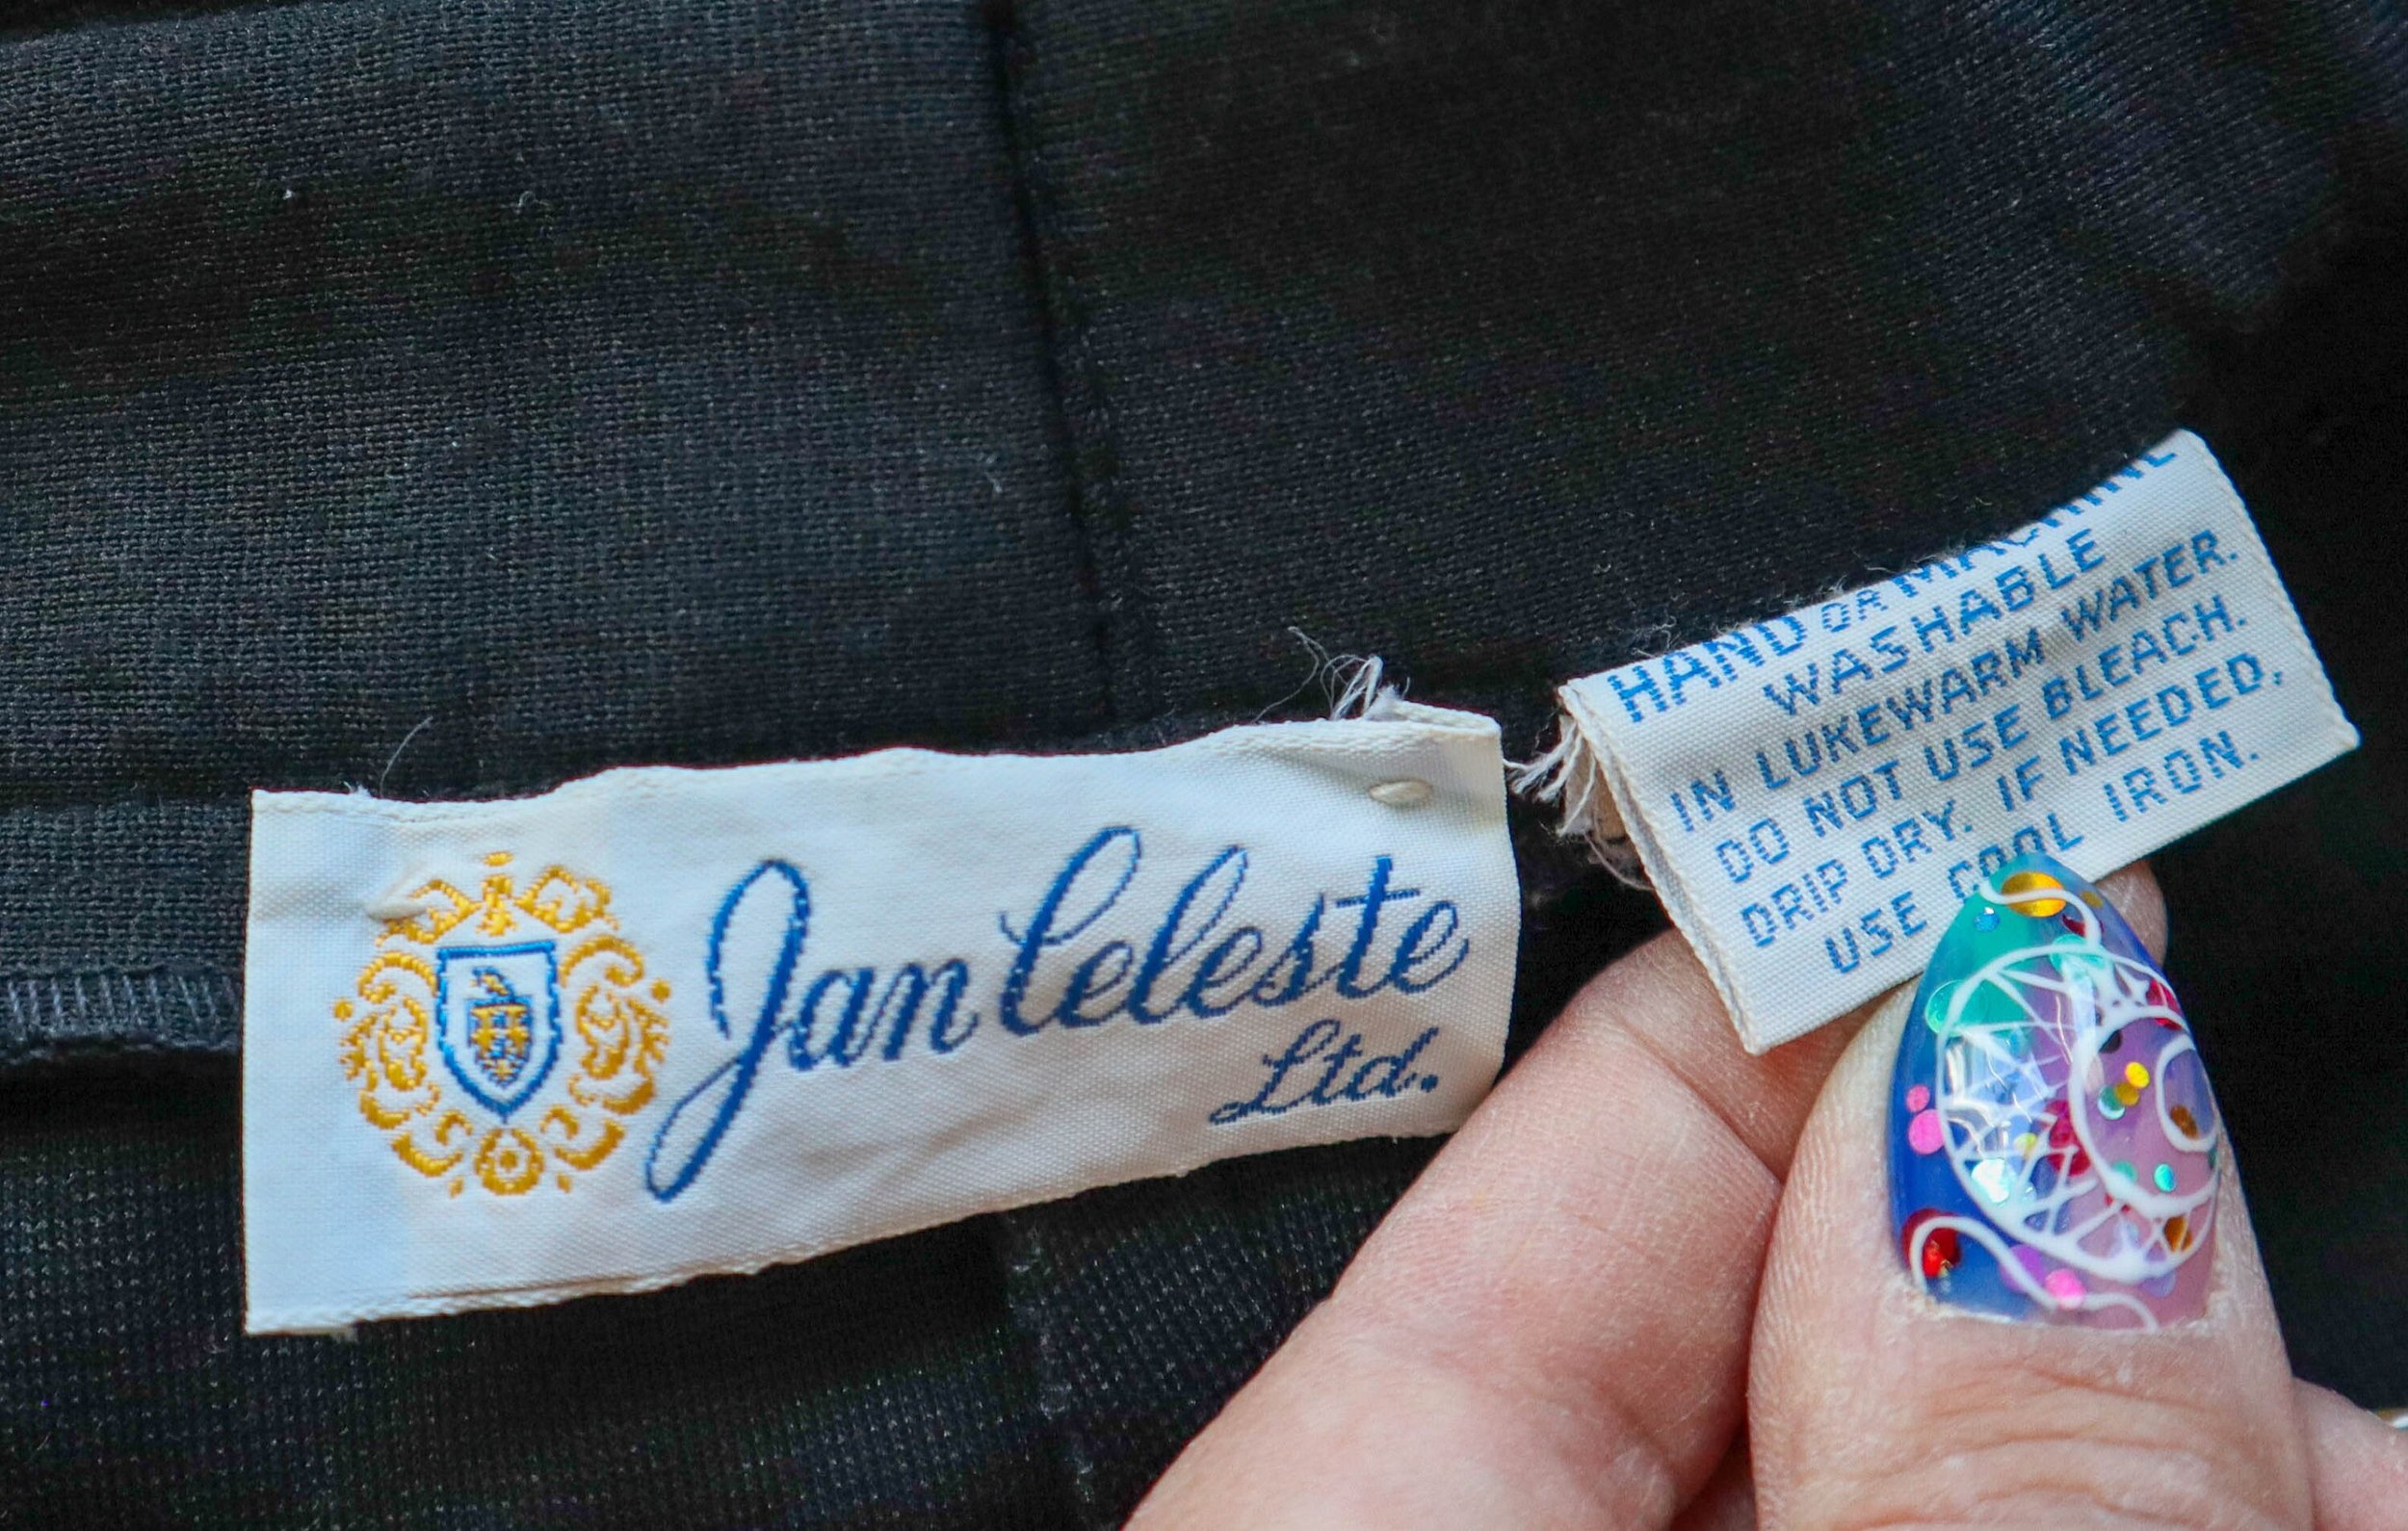 Jan Celeste
Ltd.
HAND OR MACHINE
WASHABLE
IN LUKEWARM WATER.
DO NOT USE BLEACH.
DRIP DRY. IF NEEDED,
USE COOL IRON.